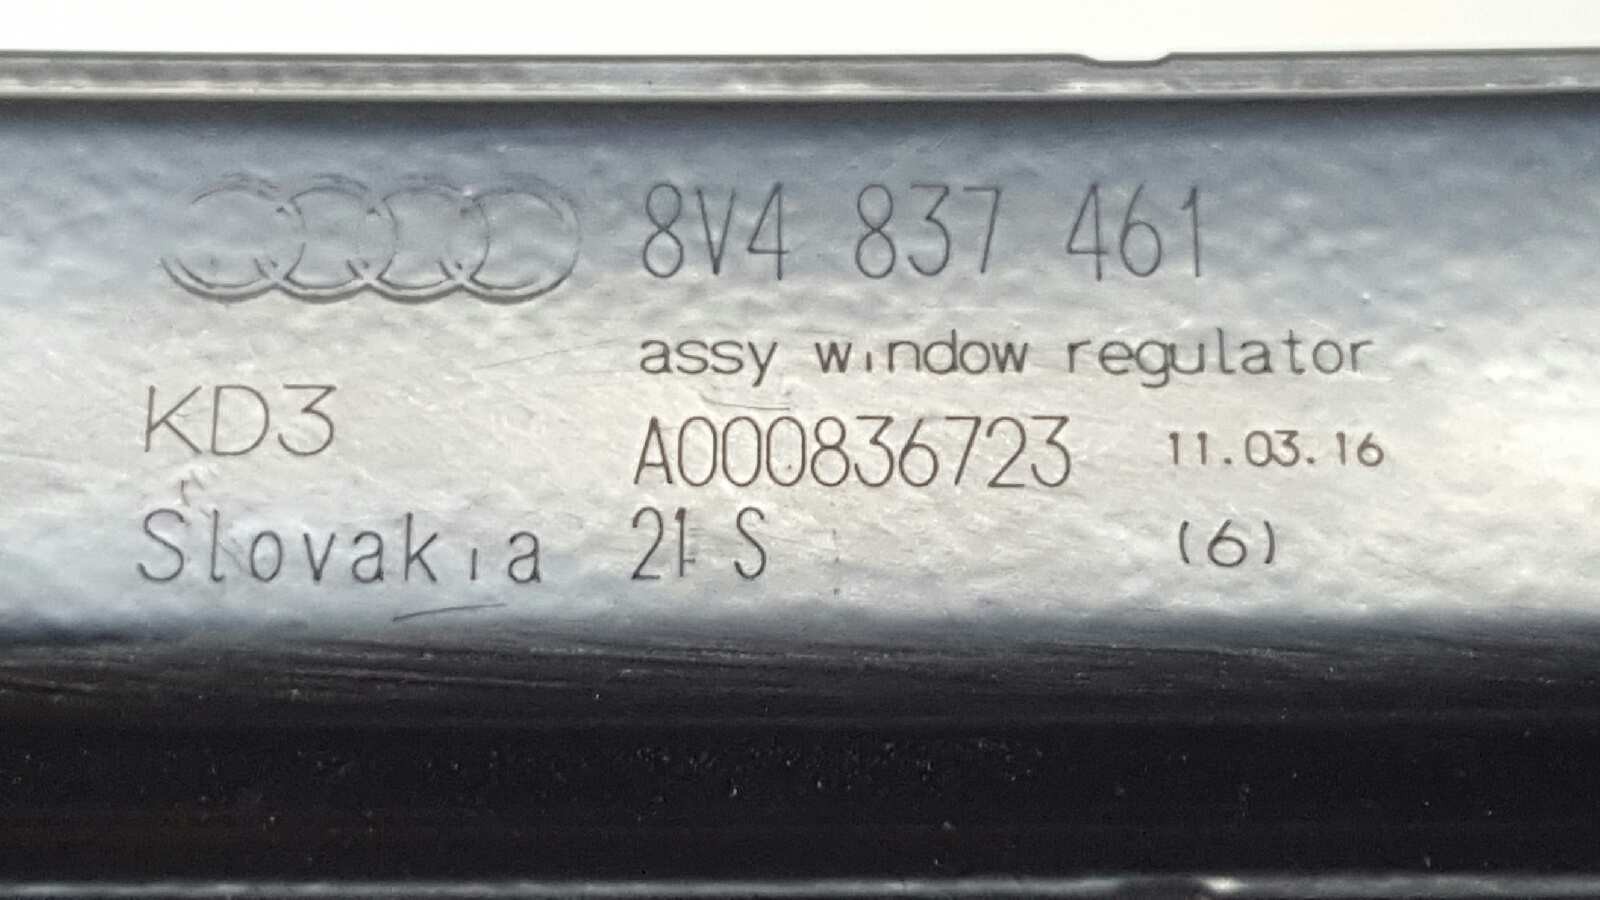 8V4 837 461
assy window regulator
KD3
A000836723 11.03.16
Slovakia 21 S (6)